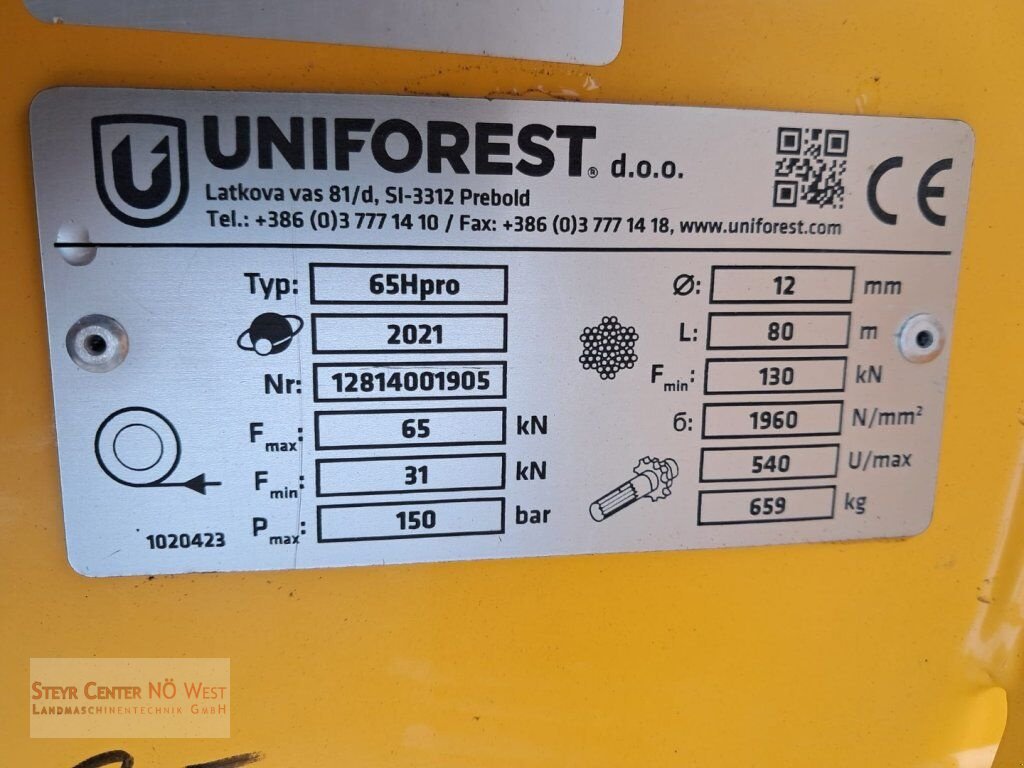 UNIFOREST® d.o.o.
Latkova vas 81/d, SI-3312 Prebold
Tel.: +386 (0)3 777 14 10 / Fax: +386 (0)3 777 14 18, www.uniforest.com
CE
Typ: 65Hpro
2021
Nr: 12814001905
Fmax: 65 kN
Fmin: 31 kN
Pmax: 150 bar
1020423
Ø: 12 mm
L: 80 m
Fmin: 130 kN
б: 1960 N/mm²
540 U/max
659 kg
STEYR CENTER NÖ WEST
LANDMASCHINENTECHNIK GMBH